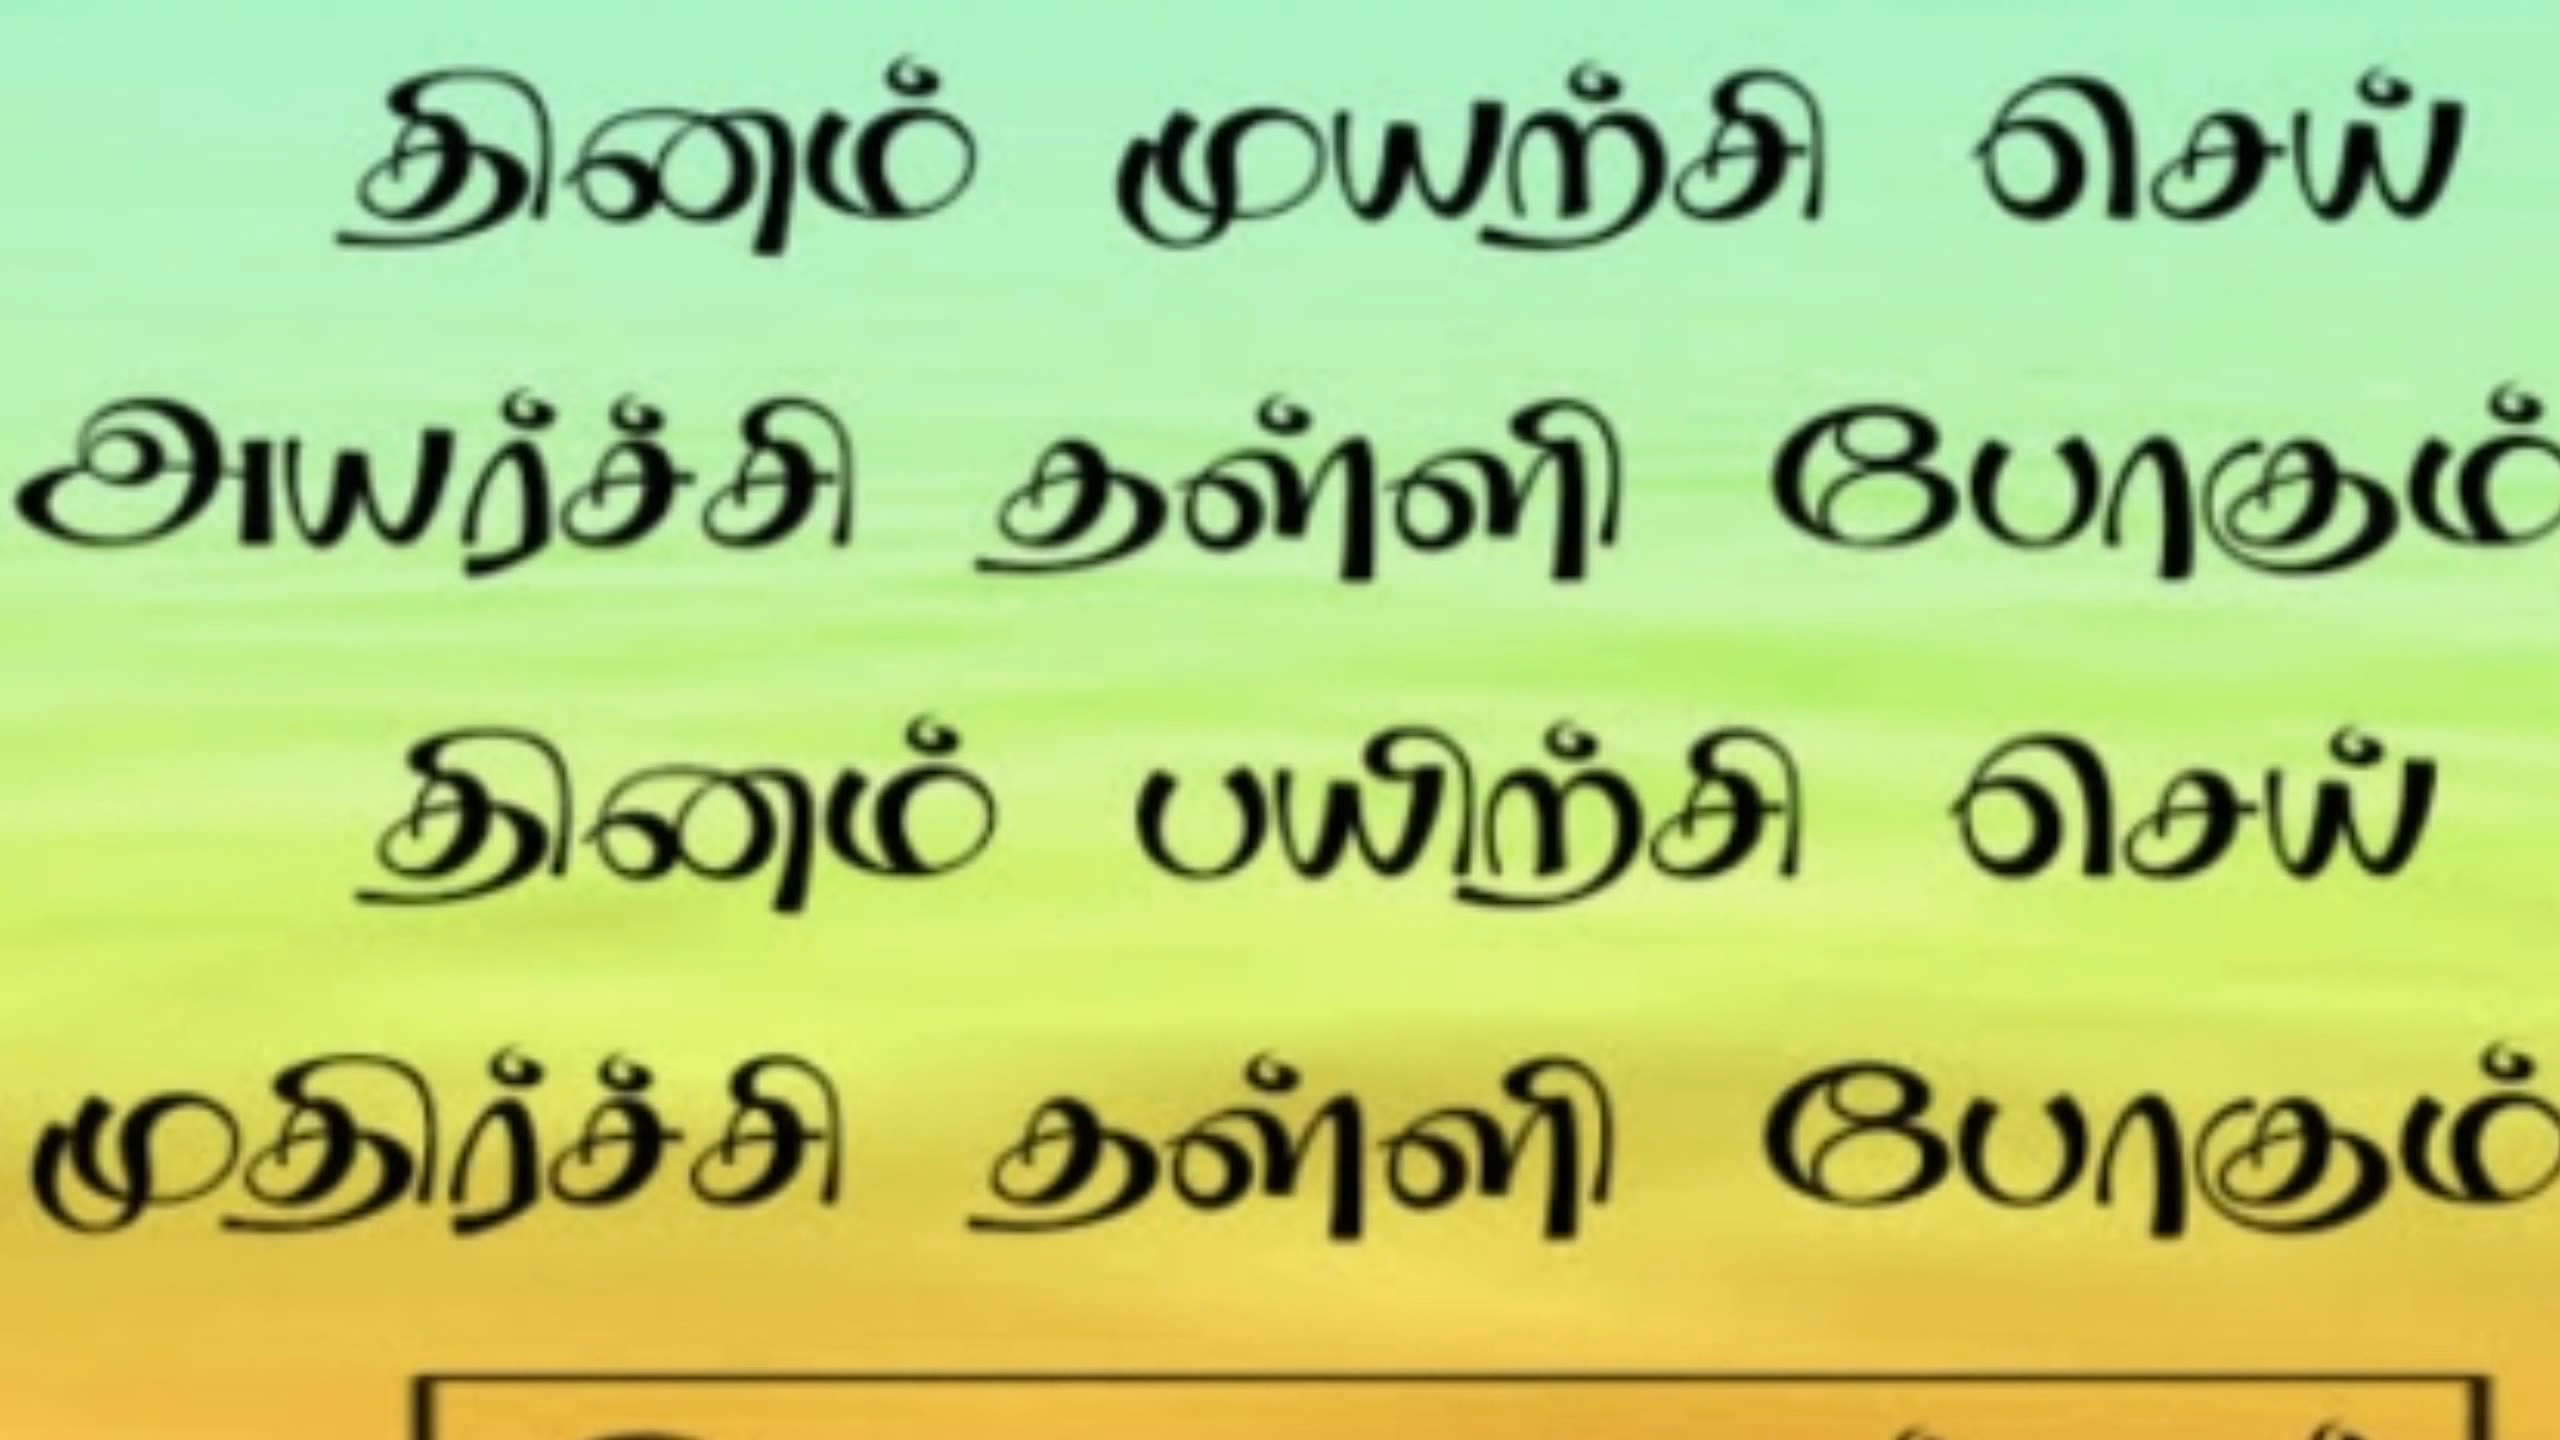 தினம் முயற்சி செய்
அயர்ச்சி தள்ளி போகும்
தினம் பயிற்சி செய்
முதிர்ச்சி தள்ளி போகும்